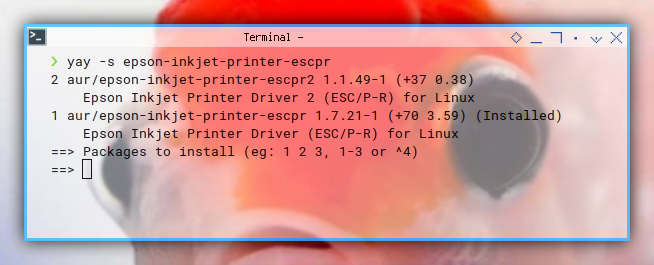 Terminal -
❯ yay -s epson-inkjet-printer-escpr
2 aur/epson-inkjet-printer-escpr2 1.1.49-1 (+37 0.38)
Epson Inkjet Printer Driver 2 (ESC/P-R) for Linux
1 aur/epson-inkjet-printer-escpr 1.7.21-1 (+70 3.59) (Installed)
Epson Inkjet Printer Driver (ESC/P-R) for Linux
==> Packages to install (eg: 1 2 3, 1-3 or ^4)
==>